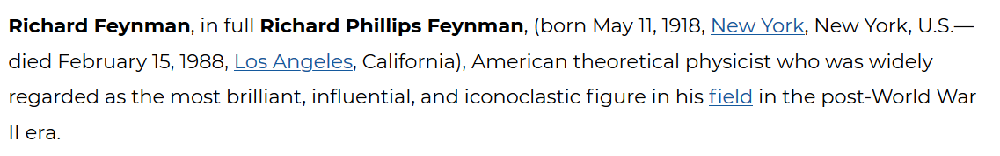 Richard Feynman, in full Richard Phillips Feynman, (born May 11, 1918, New York, New York, U.S.—
died February 15, 1988, Los Angeles, California), American theoretical physicist who was widely
regarded as the most brilliant, influential, and iconoclastic figure in his field in the post-World War
II era.